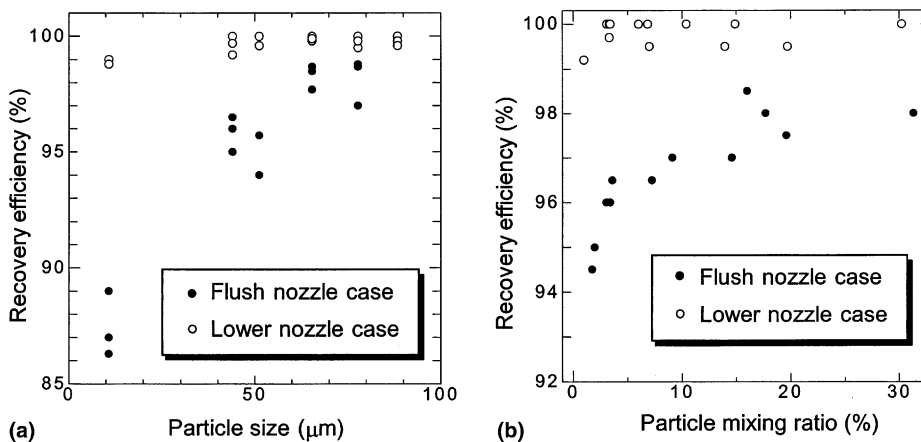 100
95
90
85
Recovery efficiency (%)
Flush nozzle case
Lower nozzle case
0
50
100
Particle size (μm)
(a)
100
98
96
94
92
Recovery efficiency (%)
Flush nozzle case
Lower nozzle case
0
10
20
30
Particle mixing ratio (%)
(b)